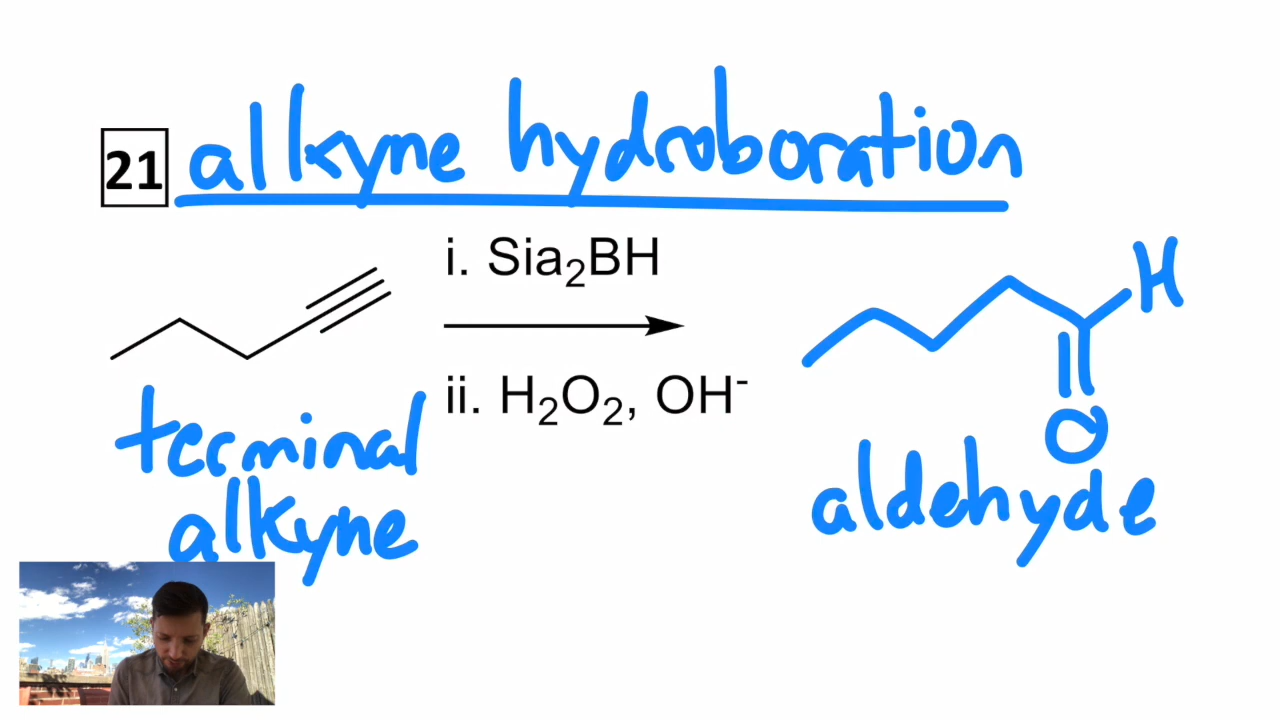 21 alkyne hydroboration
i. Sia₂BH
ii. H₂O₂, OH⁻
H
O
terminal
alkyne
aldehyde